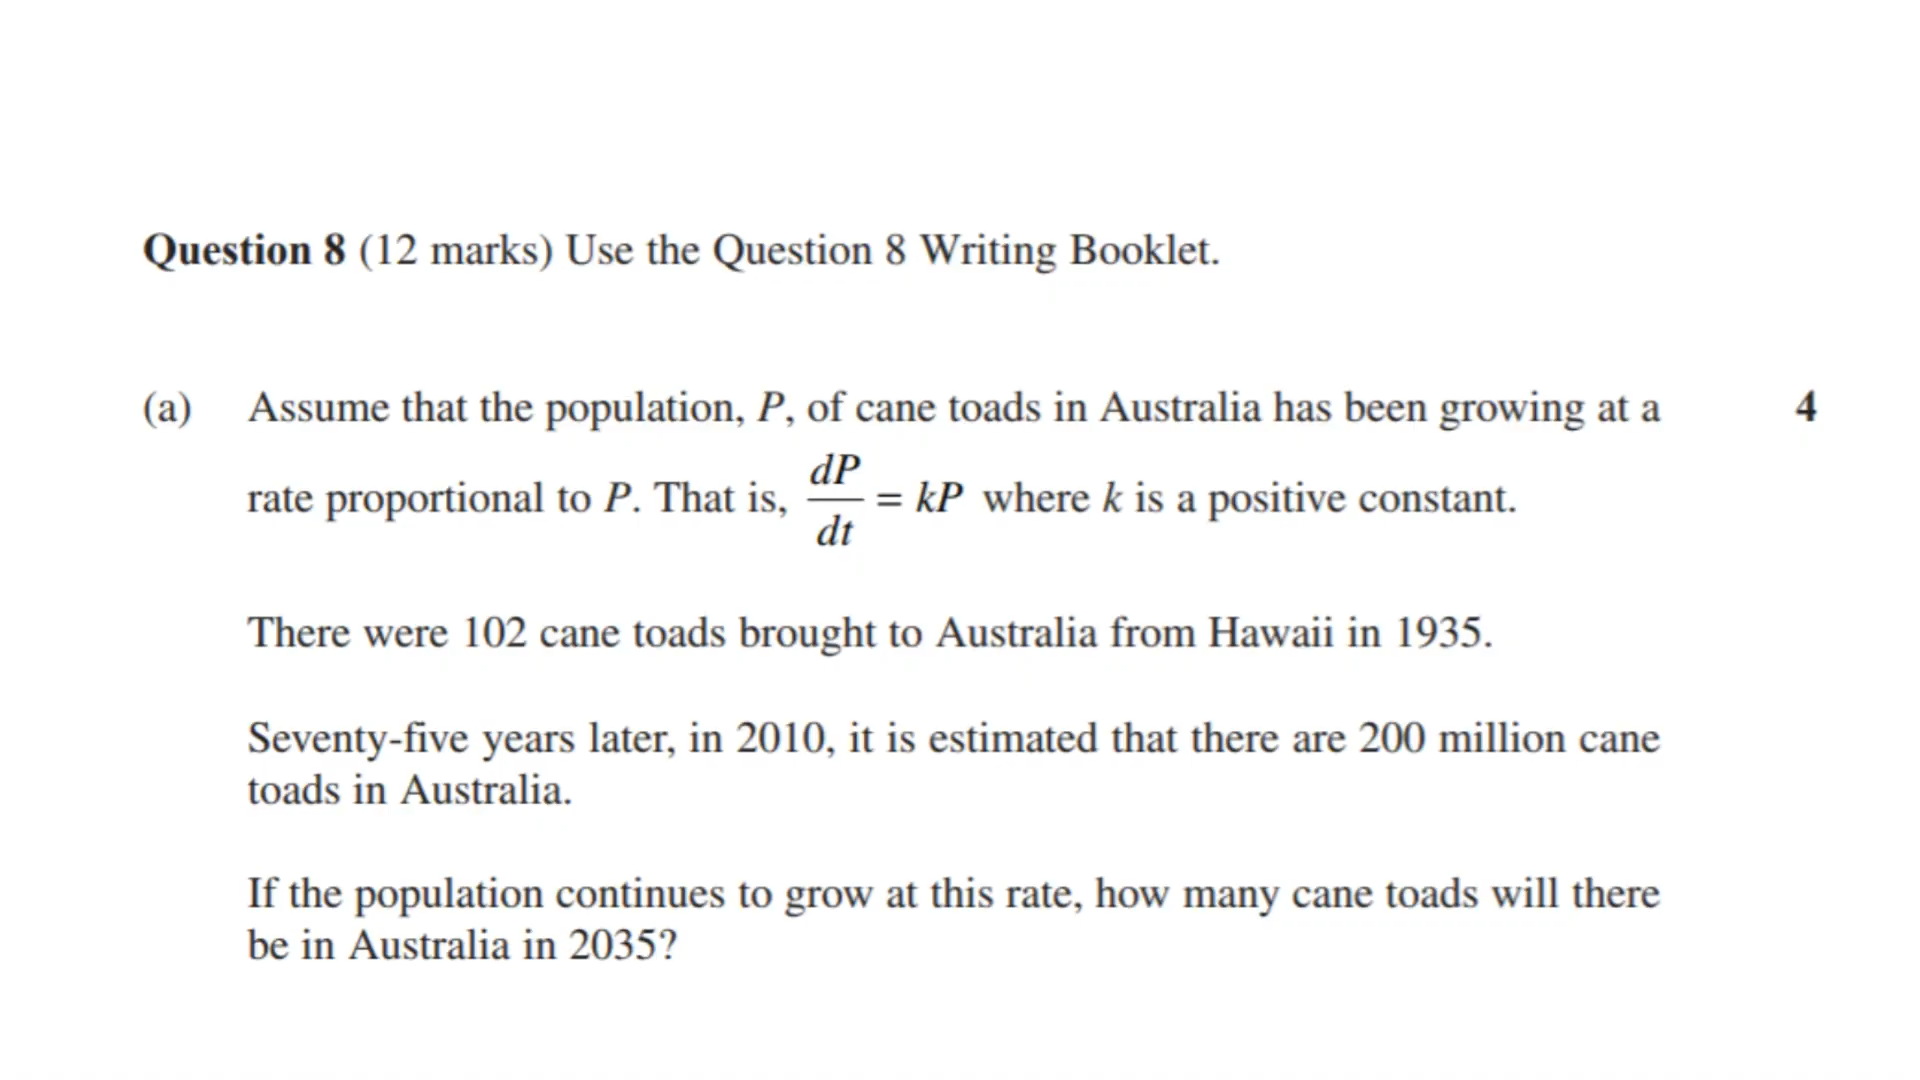 Question 8 (12 marks) Use the Question 8 Writing Booklet.
(a) Assume that the population, P, of cane toads in Australia has been growing at a 4
rate proportional to P. That is, dP/dt = kP where k is a positive constant.
There were 102 cane toads brought to Australia from Hawaii in 1935.
Seventy-five years later, in 2010, it is estimated that there are 200 million cane
toads in Australia.
If the population continues to grow at this rate, how many cane toads will there
be in Australia in 2035?